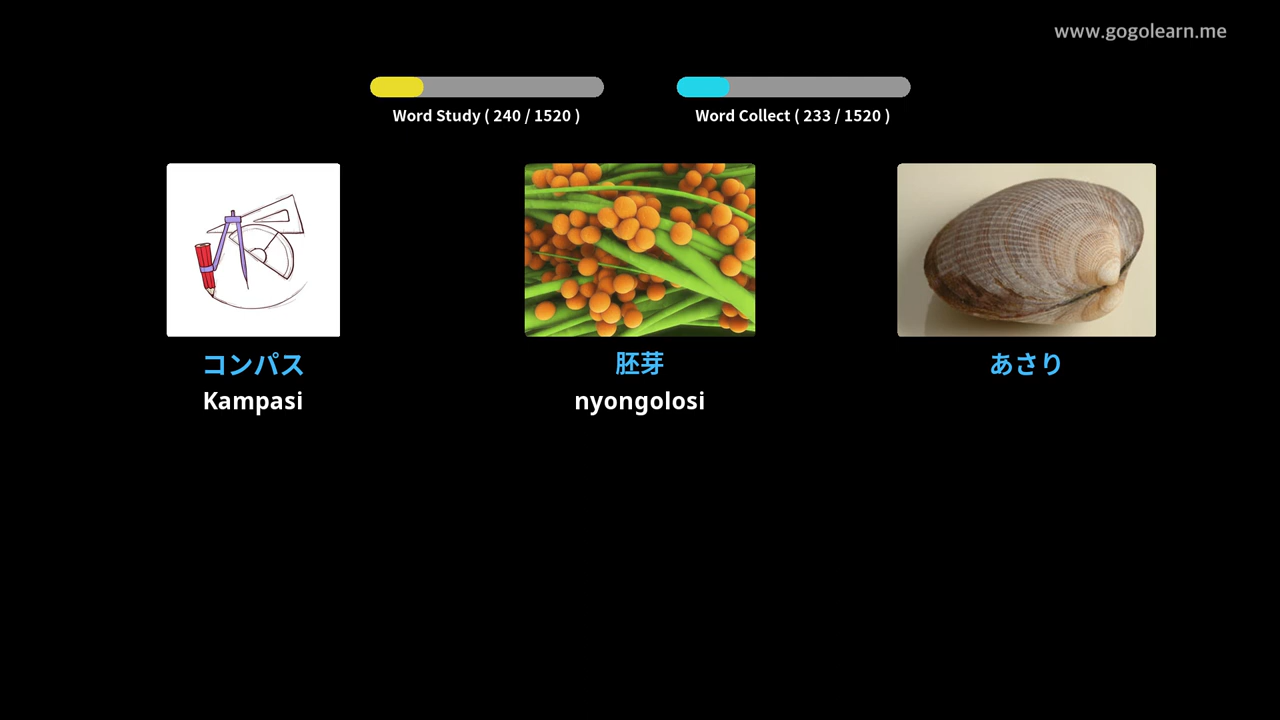 www.gogolearn.me
Word Study ( 240 / 1520 )
Word Collect ( 233 / 1520 )
コンパス
胚芽
あさり
Kampasi
nyongolosi